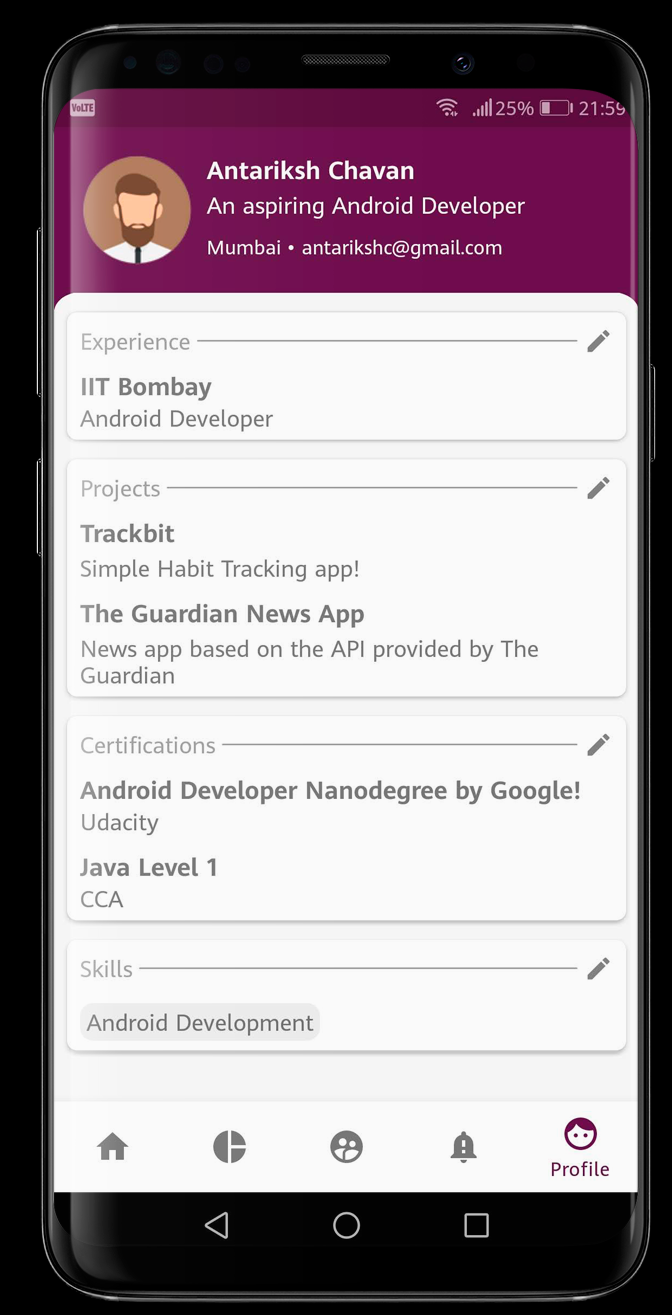 VoLTE 25% 21:59
Antariksh Chavan
An aspiring Android Developer
Mumbai • antarikshc@gmail.com
Experience
IIT Bombay
Android Developer
Projects
Trackbit
Simple Habit Tracking app!
The Guardian News App
News app based on the API provided by The
Guardian
Certifications
Android Developer Nanodegree by Google!
Udacity
Java Level 1
CCA
Skills
Android Development
Profile